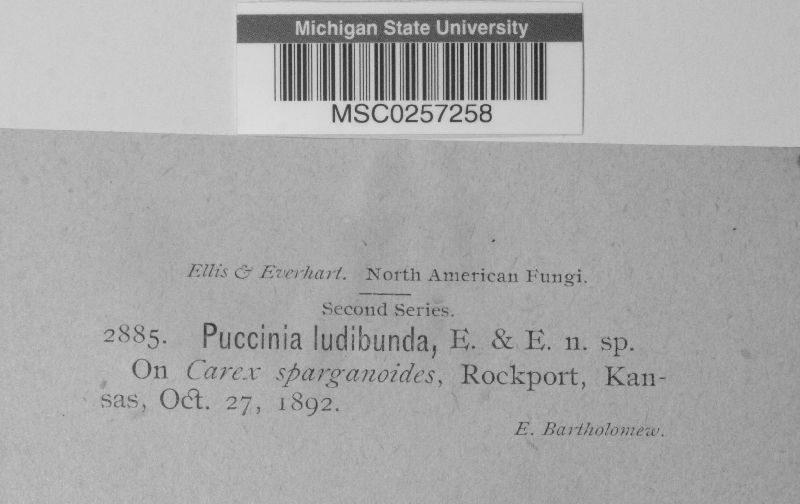 Michigan State University
MSC0257258
Ellis & Everhart. North American Fungi.
Second Series.
2885. Puccinia ludibunda, E. & E. n. sp.
On Carex sparganoides, Rockport, Kan-
sas, Oct. 27, 1892.
E. Bartholomew.